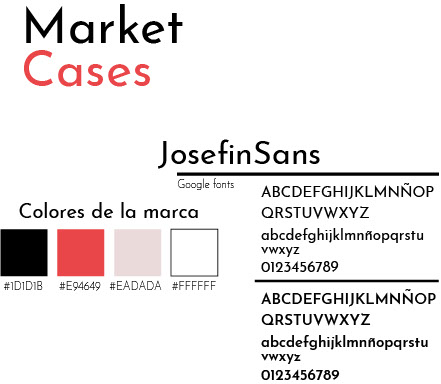 Market
Cases
JosefinSans
Google fonts
Colores de la marca
#1D1D1B
#E94649
#EADADA
#FFFFFF
ABCDEFGHIJKLMNÑOP
QRSTUVWXYZ
abcdefghijklmnñopqrstu
vwxyz
0123456789
ABCDEFGHIJKLMNÑOP
QRSTUVWXYZ
abcdefghijklmnñopqrstu
vwxyz
0123456789